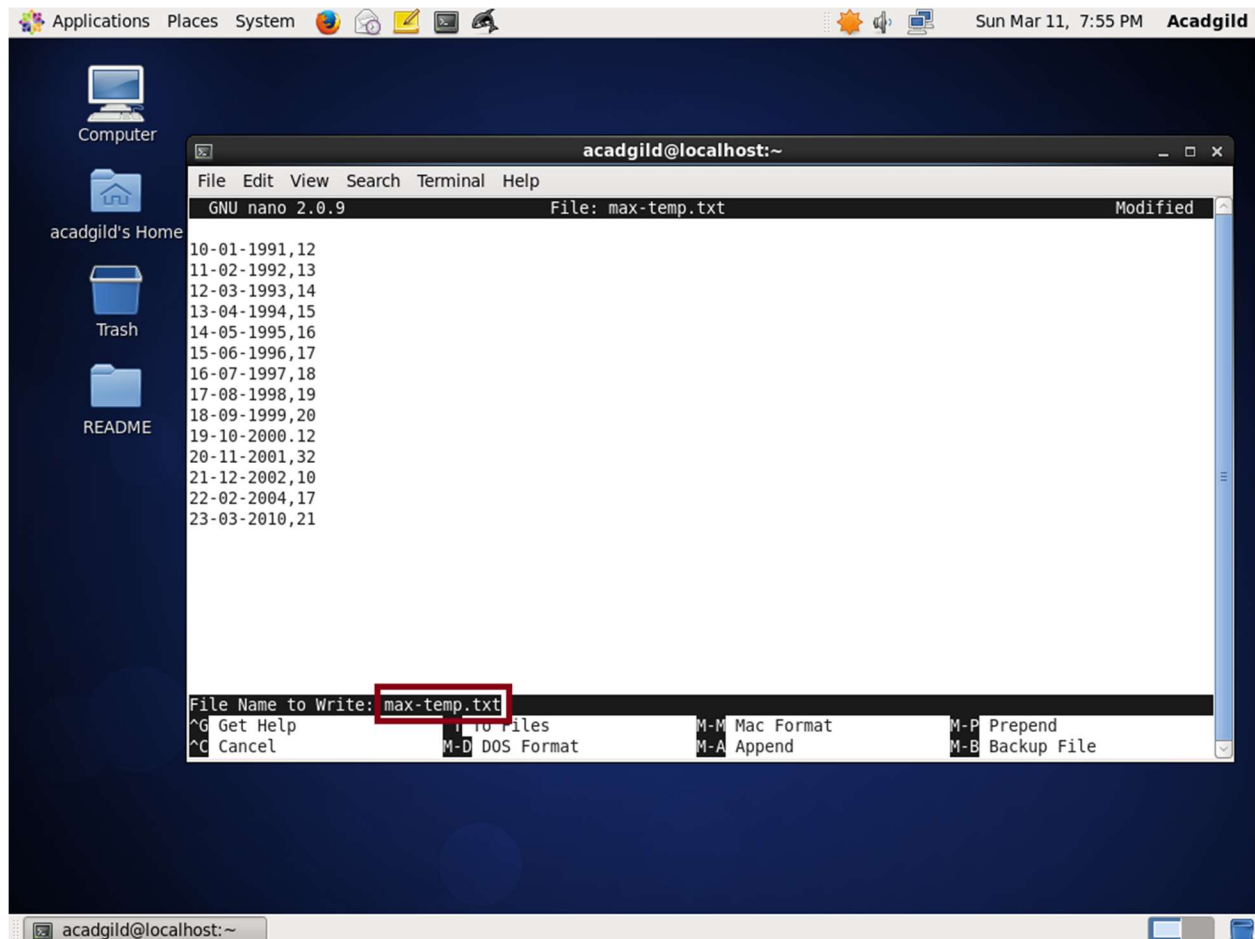 Applications Places System Sun Mar 11, 7:55 PM Acadgild
Computer
acadgild's Home
Trash
README
acadgild@localhost:~
File Edit View Search Terminal Help
GNU nano 2.0.9 File: max-temp.txt Modified
10-01-1991,12
11-02-1992,13
12-03-1993,14
13-04-1994,15
14-05-1995,16
15-06-1996,17
16-07-1997,18
17-08-1998,19
18-09-1999,20
19-10-2000.12
20-11-2001,32
21-12-2002,10
22-02-2004,17
23-03-2010,21
File Name to Write: max-temp.txt
^G Get Help To Files M-M Mac Format M-P Prepend
^C Cancel M-D DOS Format M-A Append M-B Backup File
acadgild@localhost:~